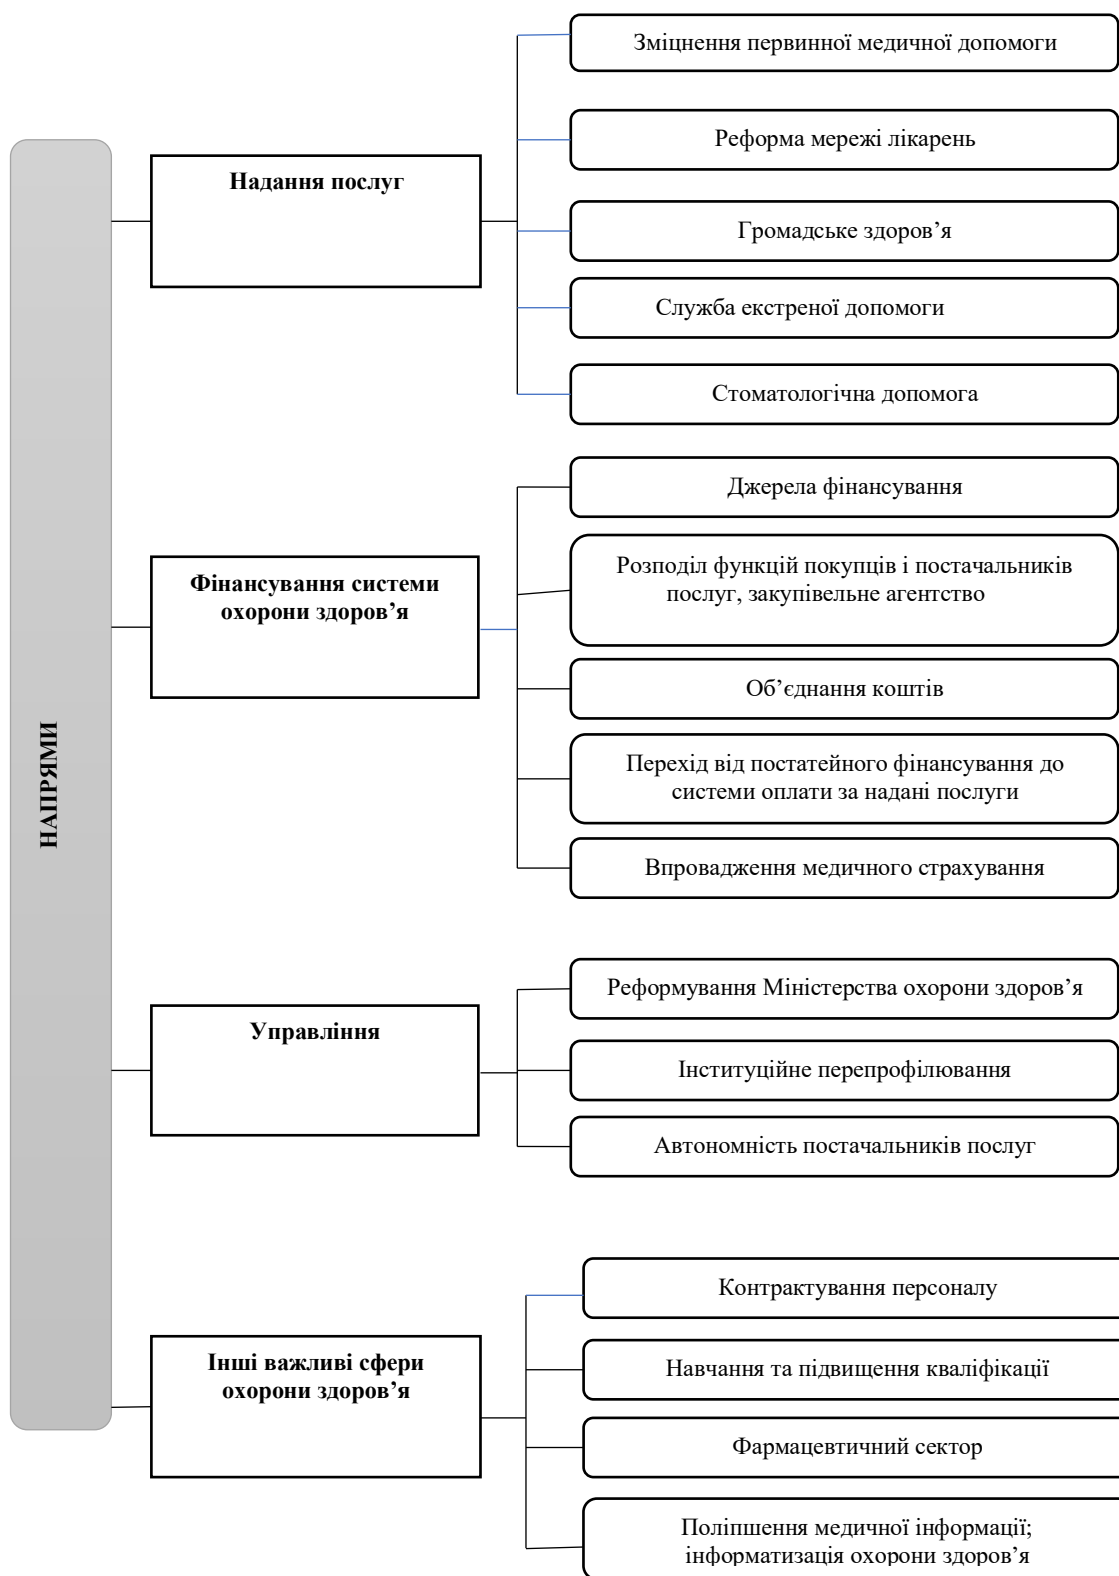 НАПРЯМИ
Надання послуг
Зміцнення первинної медичної допомоги
Реформа мережі лікарень
Громадське здоров’я
Служба екстреної допомоги
Стоматологічна допомога
Фінансування системи
охорони здоров’я
Джерела фінансування
Розподіл функцій покупців і постачальників
послуг, закупівельне агентство
Об’єднання коштів
Перехід від постатейного фінансування до
системи оплати за надані послуги
Впровадження медичного страхування
Управління
Реформування Міністерства охорони здоров’я
Інституційне перепрофілювання
Автономність постачальників послуг
Інші важливі сфери
охорони здоров’я
Контрактування персоналу
Навчання та підвищення кваліфікації
Фармацевтичний сектор
Поліпшення медичної інформації;
інформатизація охорони здоров’я